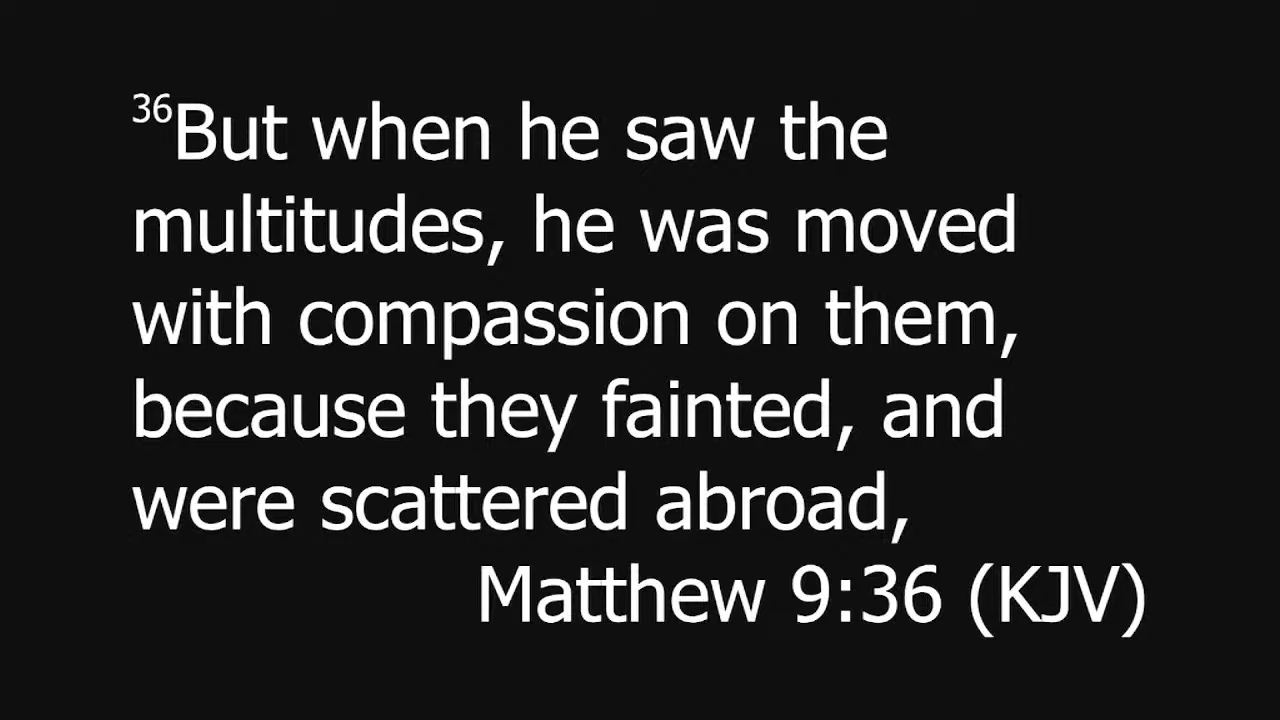 36But when he saw the
multitudes, he was moved
with compassion on them,
because they fainted, and
were scattered abroad,
Matthew 9:36 (KJV)